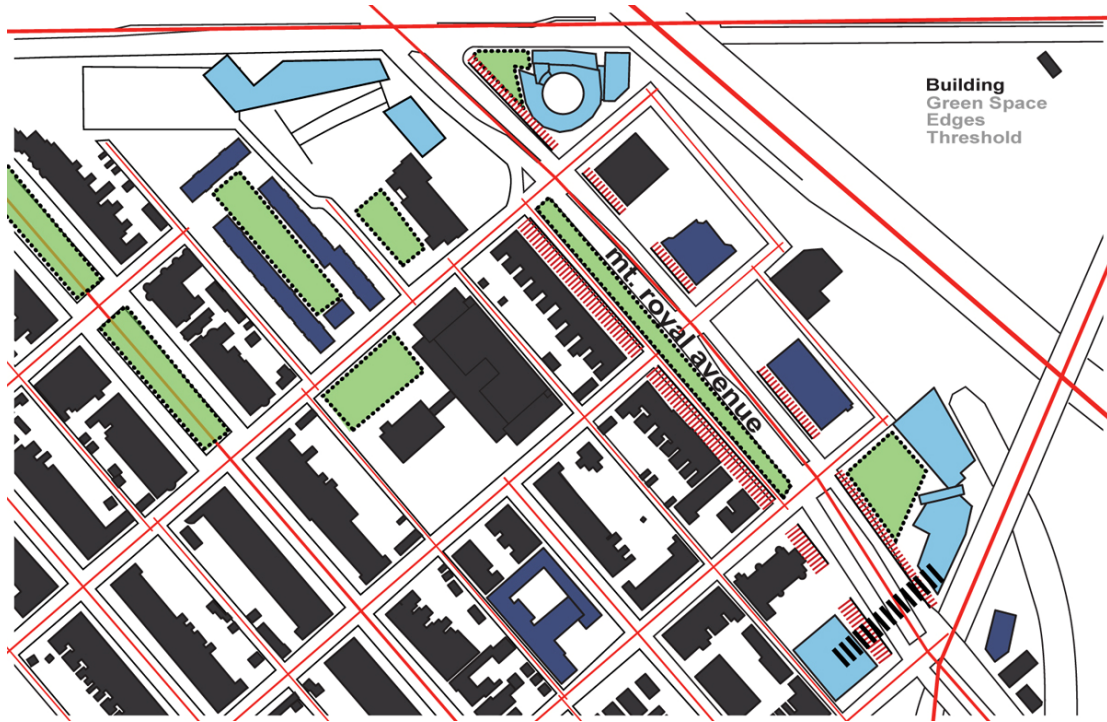 Building
Green Space
Edges
Threshold
mt. royal avenue